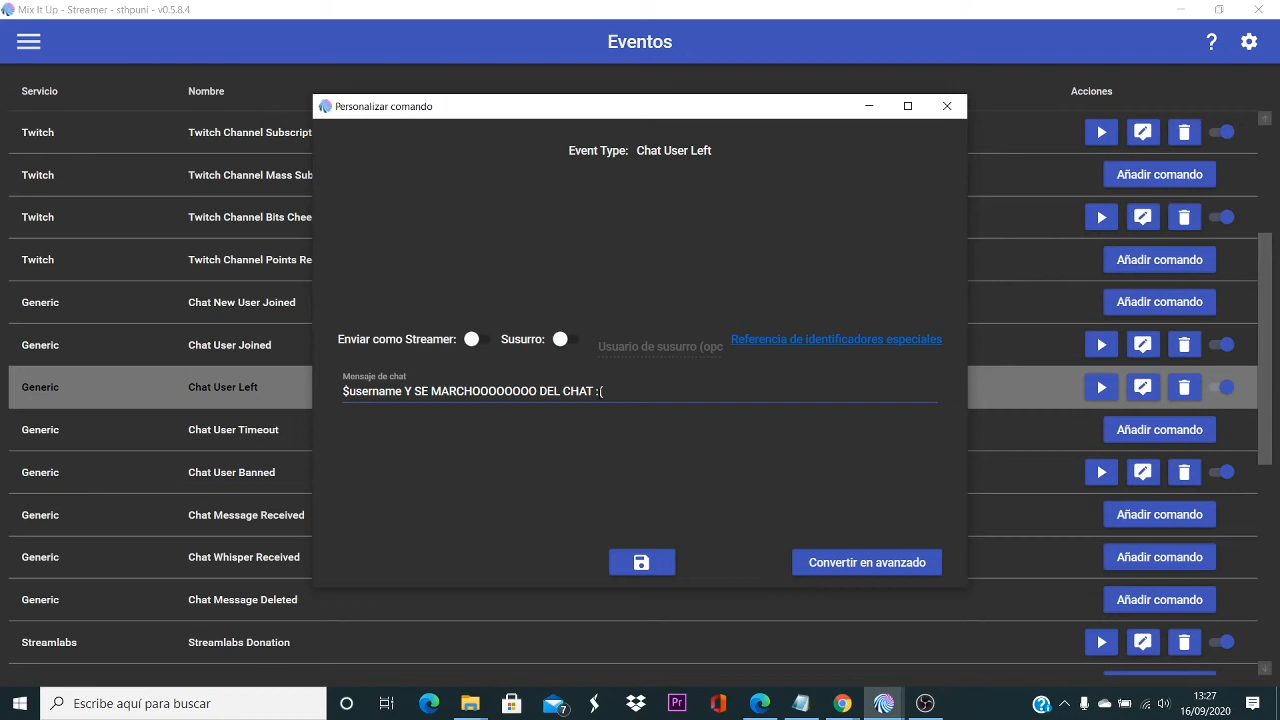 Mix It Up - Streamer - sthpuni - v0.5.8.4
Eventos
?
Servicio Nombre Acciones
Personalizar comando
Event Type: Chat User Left
Twitch Twitch Channel Subscript
Twitch Twitch Channel Mass Sub Añadir comando
Twitch Twitch Channel Bits Chee
Twitch Twitch Channel Points Re Añadir comando
Generic Chat New User Joined Añadir comando
Generic Chat User Joined
Enviar como Streamer: Susurro: Usuario de susurro (opc Referencia de identificadores especiales
Mensaje de chat
$username Y SE MARCHOOOOOOOO DEL CHAT :(
Generic Chat User Left
Generic Chat User Timeout Añadir comando
Generic Chat User Banned
Generic Chat Message Received Añadir comando
Generic Chat Whisper Received Añadir comando
Convertir en avanzado
Generic Chat Message Deleted Añadir comando
Streamlabs Streamlabs Donation
Escribe aquí para buscar
7
Pr
13:27
16/09/2020